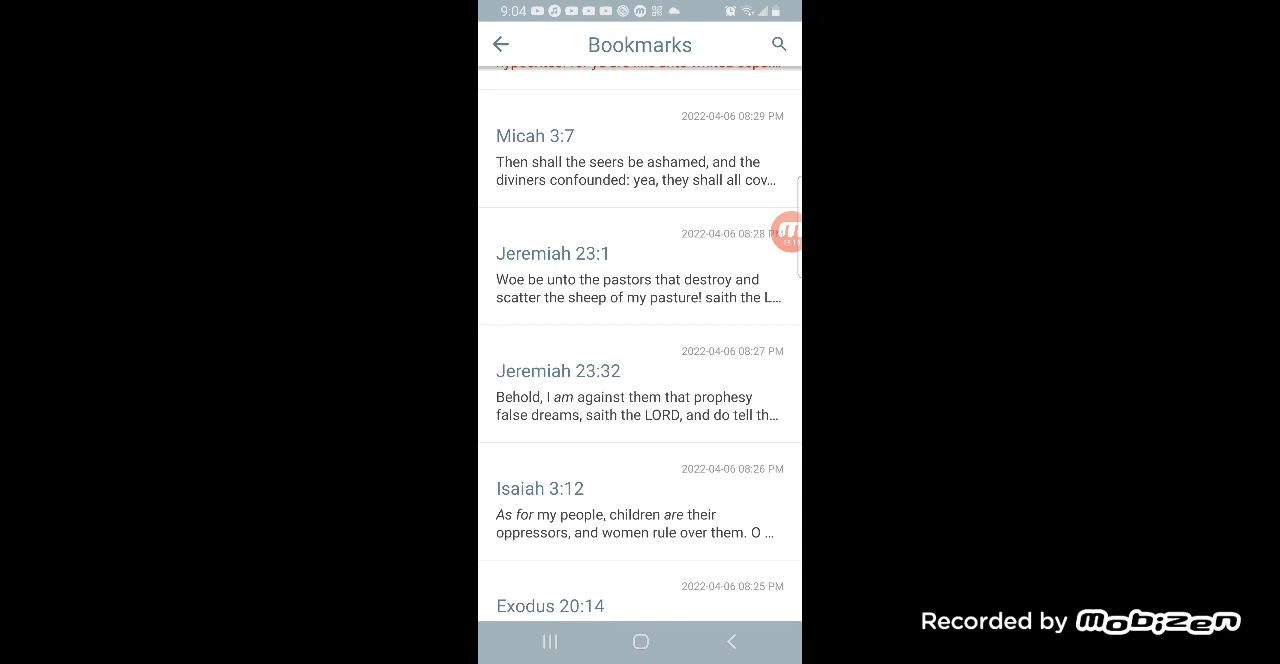 9:04
Bookmarks
2022-04-06 08:29 PM
Micah 3:7
Then shall the seers be ashamed, and the
diviners confounded: yea, they shall all cov...
2022-04-06 08:28 PM
Jeremiah 23:1
Woe be unto the pastors that destroy and
scatter the sheep of my pasture! saith the L...
2022-04-06 08:27 PM
Jeremiah 23:32
Behold, I am against them that prophesy
false dreams, saith the LORD, and do tell th...
2022-04-06 08:26 PM
Isaiah 3:12
As for my people, children are their
oppressors, and women rule over them. O ...
2022-04-06 08:25 PM
Exodus 20:14
Recorded by mobizen